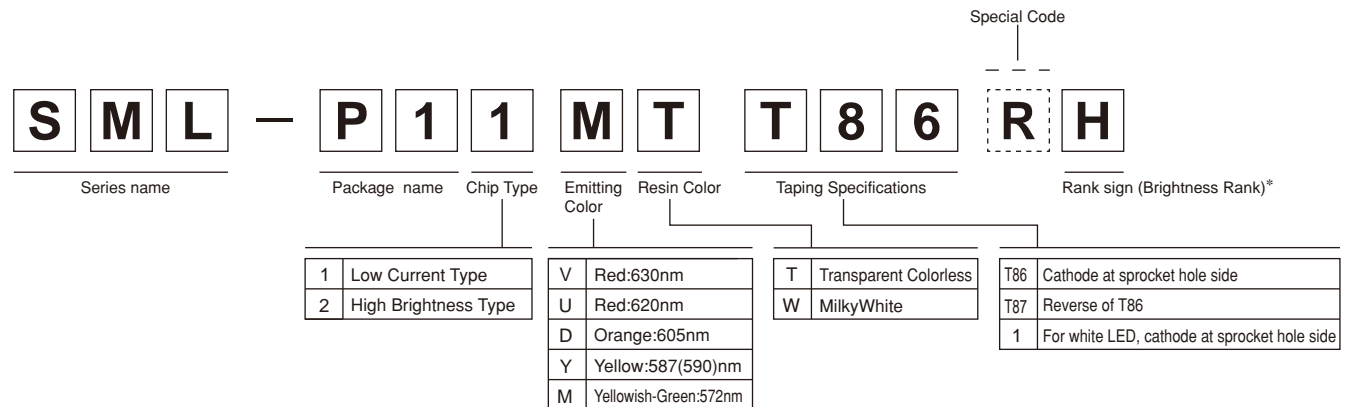 Special Code
S M L — P 1 1 M T T 8 6 R H
Series name Package name Chip Type Emitting Color Resin Color Taping Specifications Rank sign (Brightness Rank)*
1 Low Current Type
2 High Brightness Type
V Red:630nm
U Red:620nm
D Orange:605nm
Y Yellow:587(590)nm
M Yellowish-Green:572nm
T Transparent Colorless
W MilkyWhite
T86 Cathode at sprocket hole side
T87 Reverse of T86
1 For white LED, cathode at sprocket hole side